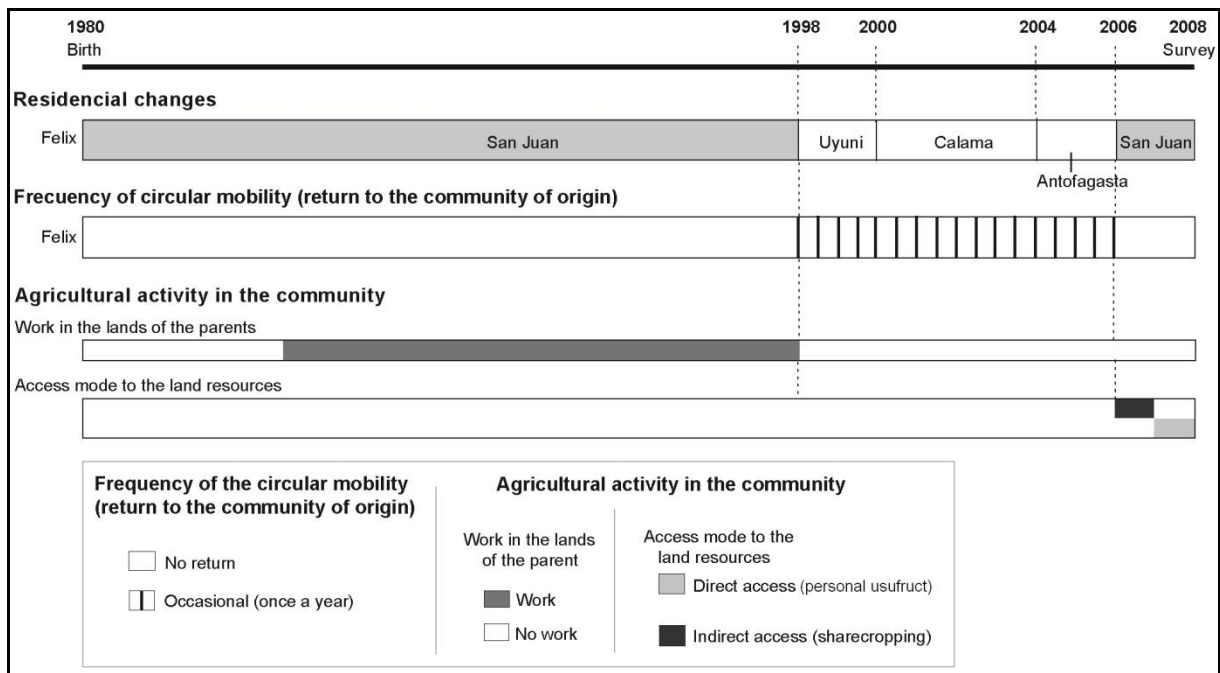 1980 1998 2000 2004 2006 2008
Birth Survey
Residencial changes
Felix San Juan Uyuni Calama San Juan
Antofagasta
Frecuency of circular mobility (return to the community of origin)
Felix
Agricultural activity in the community
Work in the lands of the parents
Access mode to the land resources
Frequency of the circular mobility
(return to the community of origin)
No return
Occasional (once a year)
Agricultural activity in the community
Work in the lands
of the parent
Work
No work
Access mode to the
land resources
Direct access (personal usufruct)
Indirect access (sharecropping)